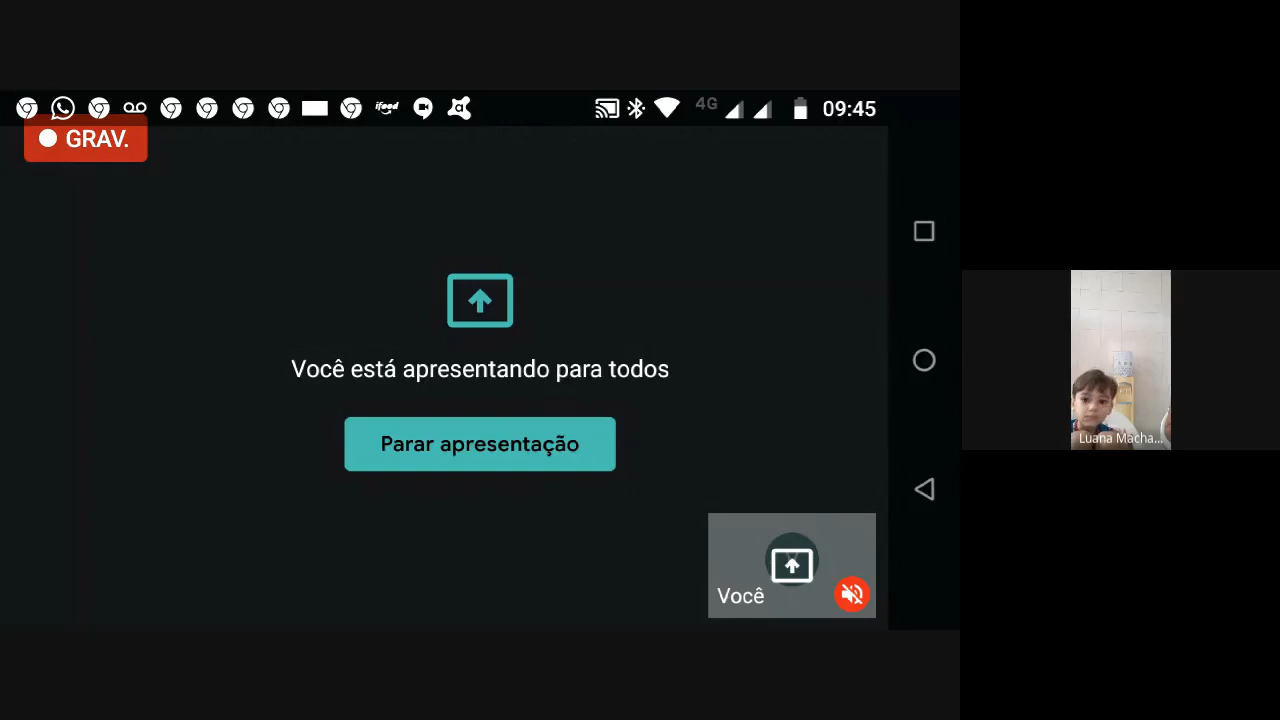 ifood
4G
09:45
GRAV.
Você está apresentando para todos
Parar apresentação
Você
Luana Macha...